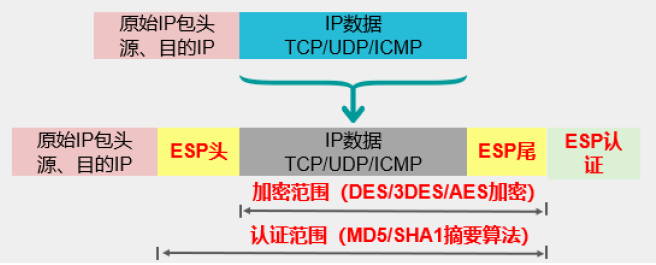 原始IP包头
源、目的IP
IP数据
TCP/UDP/ICMP
原始IP包头
源、目的IP
ESP头
IP数据
TCP/UDP/ICMP
ESP尾
ESP认
证
加密范围（DES/3DES/AES加密）
认证范围（MD5/SHA1摘要算法）